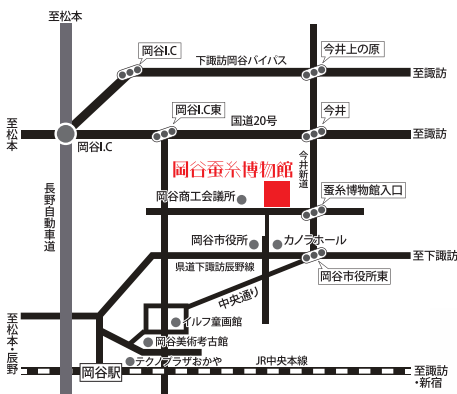 至松本
岡谷I.C
下諏訪岡谷バイパス
今井上の原
至諏訪
至松本
岡谷I.C東
国道20号
今井
至諏訪
岡谷I.C
今井新道
岡谷蚕糸博物館
長野自動車道
岡谷商工会議所
蚕糸博物館入口
岡谷市役所
カノラホール
至下諏訪
県道下諏訪辰野線
岡谷市役所東
中央通り
至松本・辰野
イルフ童画館
岡谷美術考古館
テクノプラザおかや
JR中央本線
岡谷駅
至諏訪
・新宿